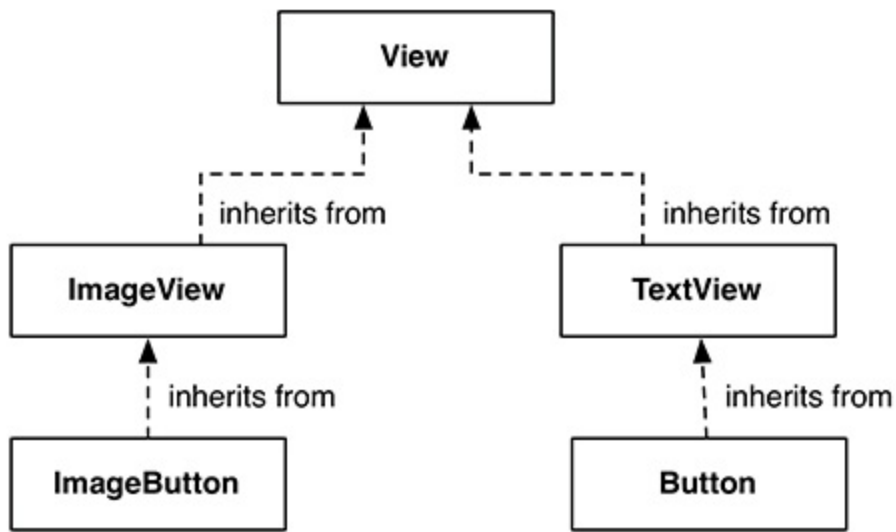 View
inherits from
inherits from
ImageView
TextView
inherits from
inherits from
ImageButton
Button